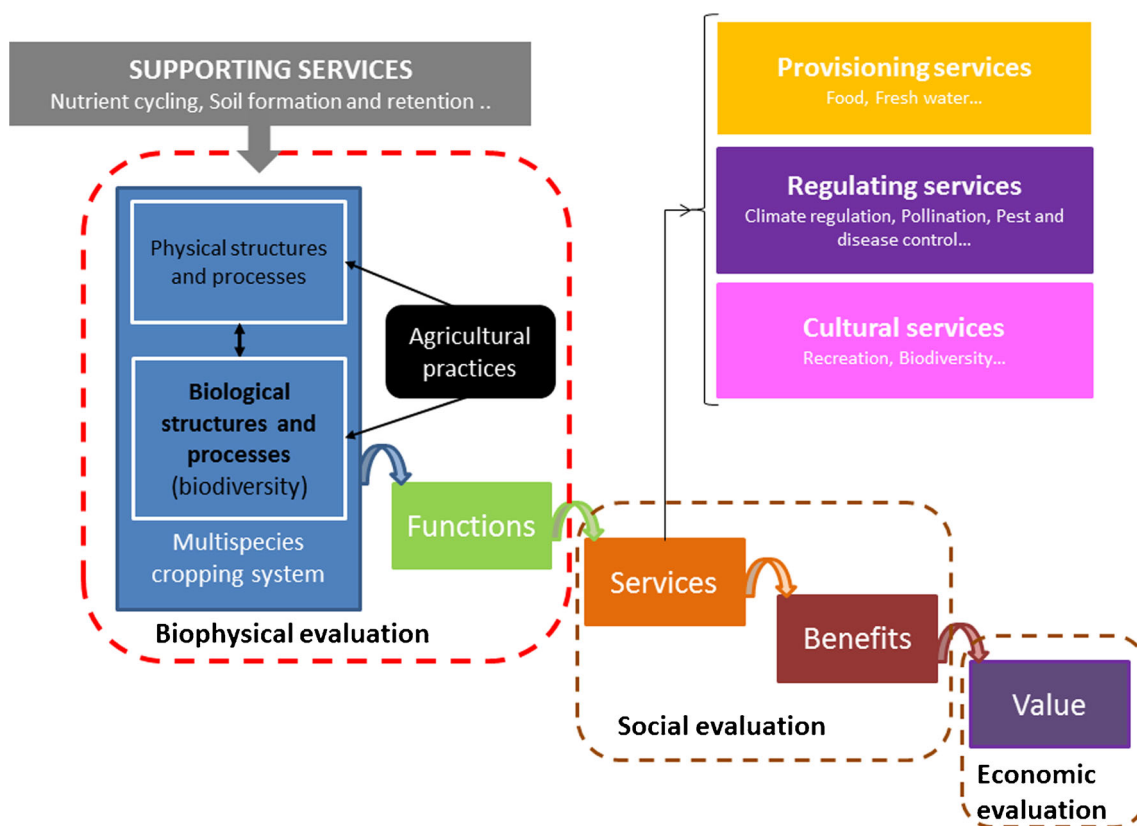 SUPPORTING SERVICES
Nutrient cycling, Soil formation and retention ..
Physical structures
and processes
Biological
structures and
processes
(biodiversity)
Multispecies
cropping system
Agricultural
practices
Functions
Biophysical evaluation
Provisioning services
Food, Fresh water...
Regulating services
Climate regulation, Pollination, Pest and
disease control...
Cultural services
Recreation, Biodiversity...
Services
Benefits
Social evaluation
Value
Economic
evaluation